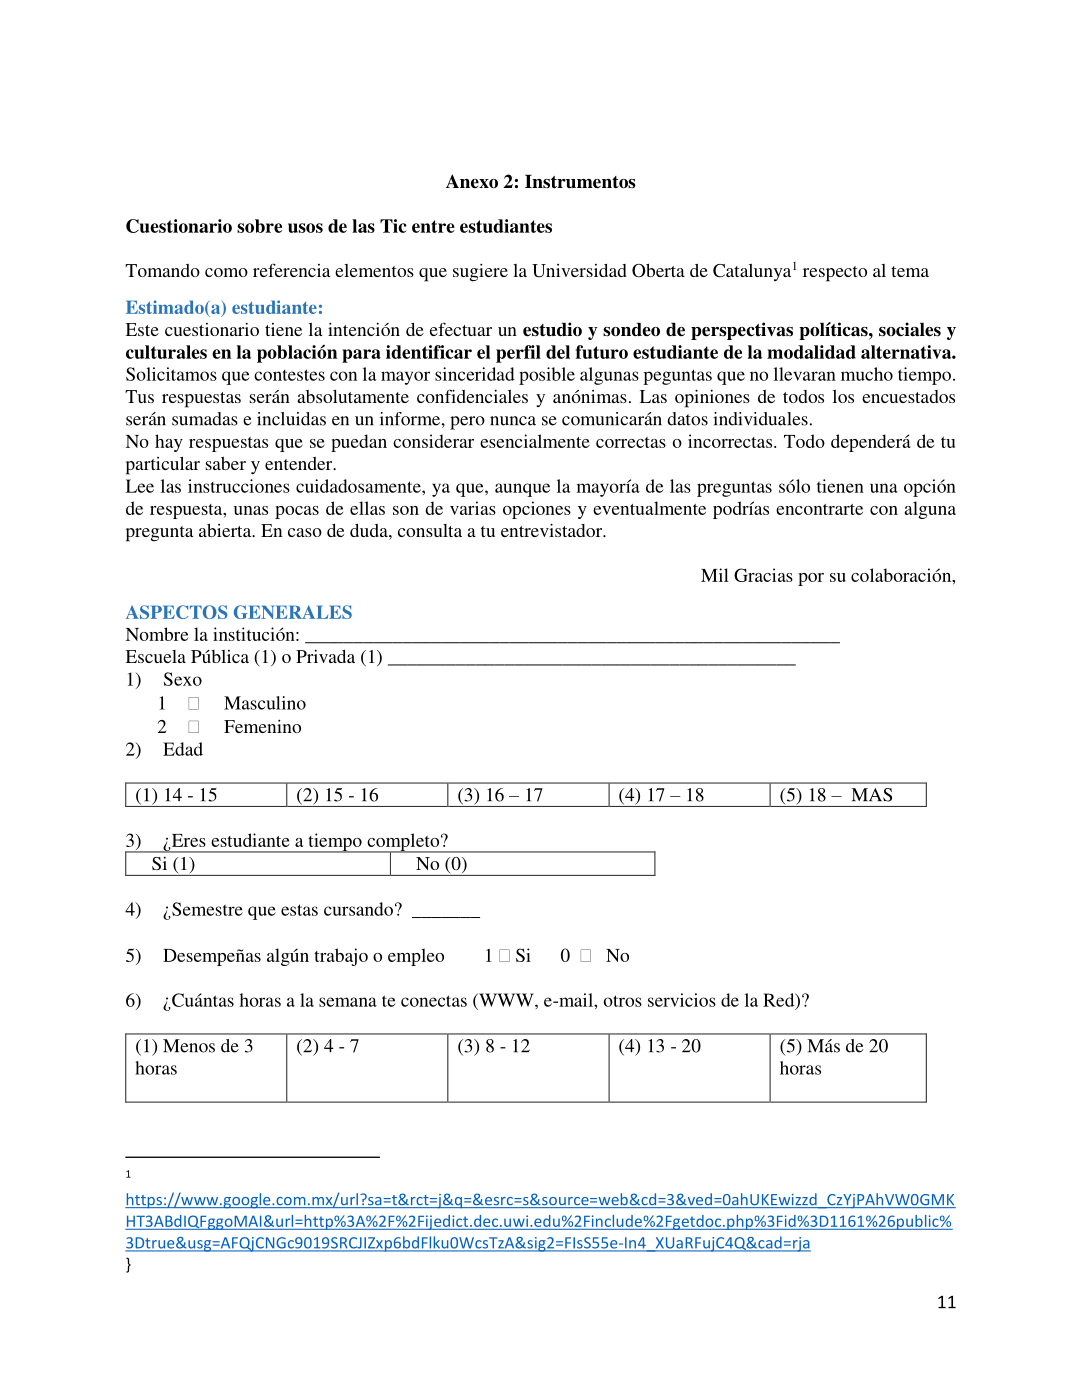 Anexo 2: Instrumentos
Cuestionario sobre usos de las Tic entre estudiantes
Tomando como referencia elementos que sugiere la Universidad Oberta de Catalunya1 respecto al tema
Estimado(a) estudiante:
Este cuestionario tiene la intención de efectuar un estudio y sondeo de perspectivas políticas, sociales y
culturales en la población para identificar el perfil del futuro estudiante de la modalidad alternativa.
Solicitamos que contestes con la mayor sinceridad posible algunas peguntas que no llevaran mucho tiempo.
Tus respuestas serán absolutamente confidenciales y anónimas. Las opiniones de todos los encuestados
serán sumadas e incluidas en un informe, pero nunca se comunicarán datos individuales.
No hay respuestas que se puedan considerar esencialmente correctas o incorrectas. Todo dependerá de tu
particular saber y entender.
Lee las instrucciones cuidadosamente, ya que, aunque la mayoría de las preguntas sólo tienen una opción
de respuesta, unas pocas de ellas son de varias opciones y eventualmente podrías encontrarte con alguna
pregunta abierta. En caso de duda, consulta a tu entrevistador.
Mil Gracias por su colaboración,
ASPECTOS GENERALES
Nombre la institución: _______________________________________________________
Escuela Pública (1) o Privada (1) __________________________________________
1) Sexo
1 □ Masculino
2 □ Femenino
2) Edad
(1) 14 - 15 (2) 15 - 16 (3) 16 – 17 (4) 17 – 18 (5) 18 – MAS
3) ¿Eres estudiante a tiempo completo?
Si (1) No (0)
4) ¿Semestre que estas cursando? _______
5) Desempeñas algún trabajo o empleo 1 □ Si 0 □ No
6) ¿Cuántas horas a la semana te conectas (WWW, e-mail, otros servicios de la Red)?
(1) Menos de 3 (2) 4 - 7 (3) 8 - 12 (4) 13 - 20 (5) Más de 20
horas horas
1
https://www.google.com.mx/url?sa=t&rct=j&q=&esrc=s&source=web&cd=3&ved=0ahUKEwizzd_CzYjPAhVW0GMK
HT3ABdIQFggoMAI&url=http%3A%2F%2Fijedict.dec.uwi.edu%2Finclude%2Fgetdoc.php%3Fid%3D1161%26public%
3Dtrue&usg=AFQjCNGc9019SRCJIZxp6bdFlku0WcsTzA&sig2=FIsS55e-In4_XUaRFujC4Q&cad=rja
}
11